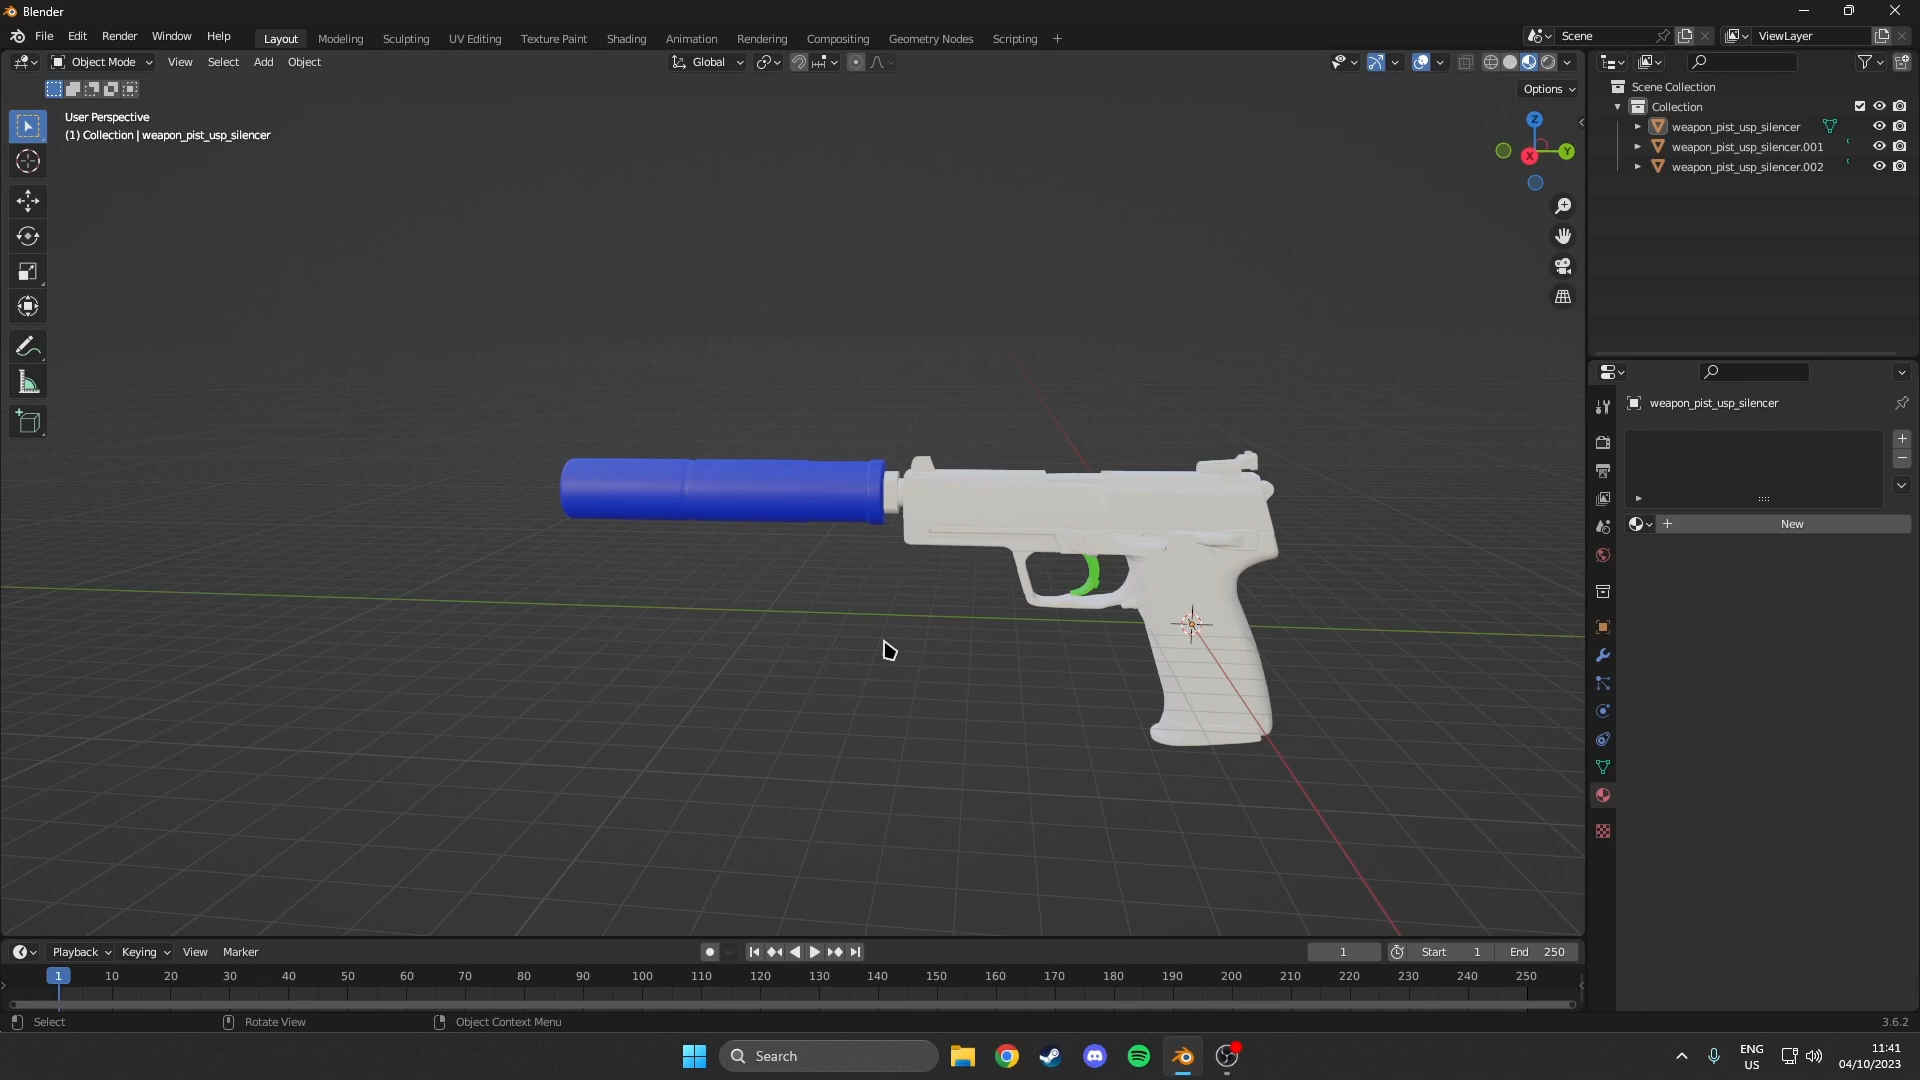 Blender
File Edit Render Window Help Layout Modeling Sculpting UV Editing Texture Paint Shading Animation Rendering Compositing Geometry Nodes Scripting + Scene ViewLayer
Object Mode View Select Add Object Global
Options
User Perspective
(1) Collection | weapon_pist_usp_silencer
Z
Y
X
Scene Collection
Collection
weapon_pist_usp_silencer
weapon_pist_usp_silencer.001
weapon_pist_usp_silencer.002
weapon_pist_usp_silencer
New
Playback Keying View Marker 1 Start 1 End 250
1 10 20 30 40 50 60 70 80 90 100 110 120 130 140 150 160 170 180 190 200 210 220 230 240 250
Select Rotate View Object Context Menu 3.6.2
Search
ENG
US
11:41
04/10/2023